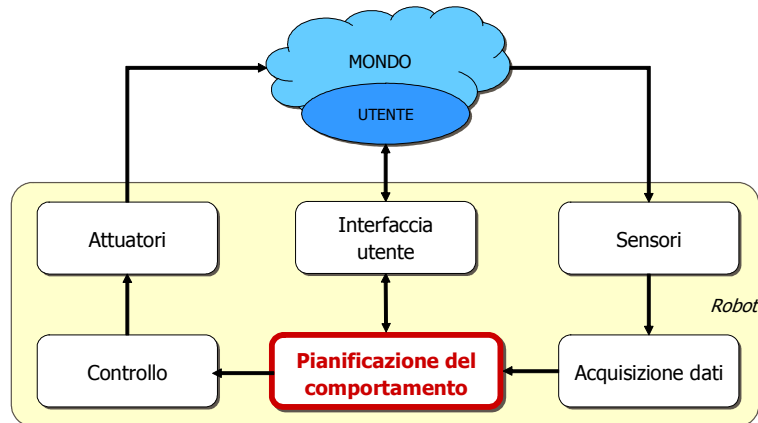 MONDO
UTENTE
Attuatori
Interfaccia
utente
Sensori
Robot
Controllo
Pianificazione del
comportamento
Acquisizione dati